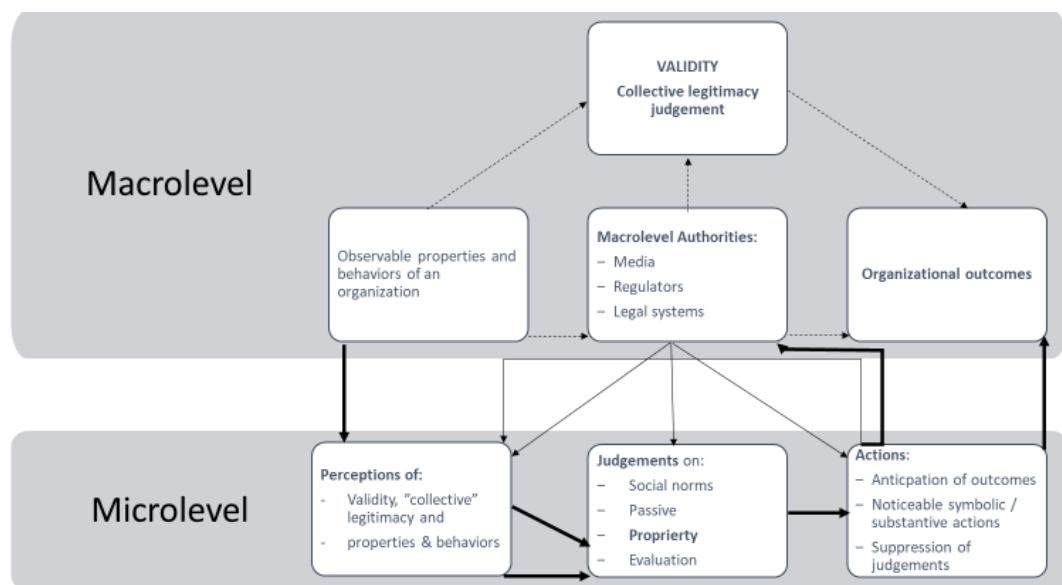 VALIDITY
Collective legitimacy
judgement
Macrolevel
Observable properties and
behaviors of an
organization
Macrolevel Authorities:
– Media
– Regulators
– Legal systems
Organizational outcomes
Microlevel
Perceptions of:
- Validity, ”collective”
legitimacy and
- properties & behaviors
Judgements on:
– Social norms
– Passive
– Proprierty
– Evaluation
Actions:
– Anticpation of outcomes
– Noticeable symbolic /
substantive actions
– Suppression of
judgements